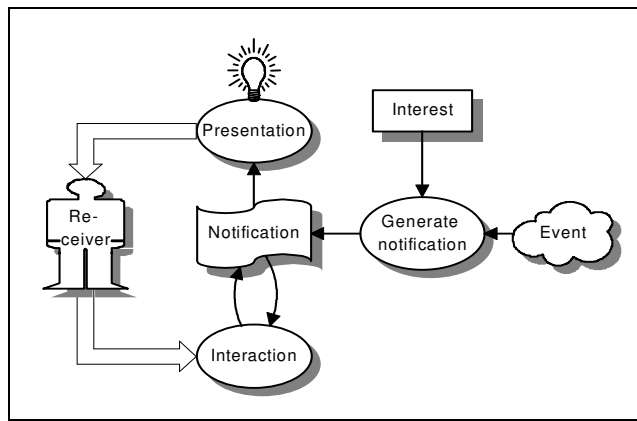 Presentation
Interest
Re-
ceiver
Notification
Generate
notification
Event
Interaction